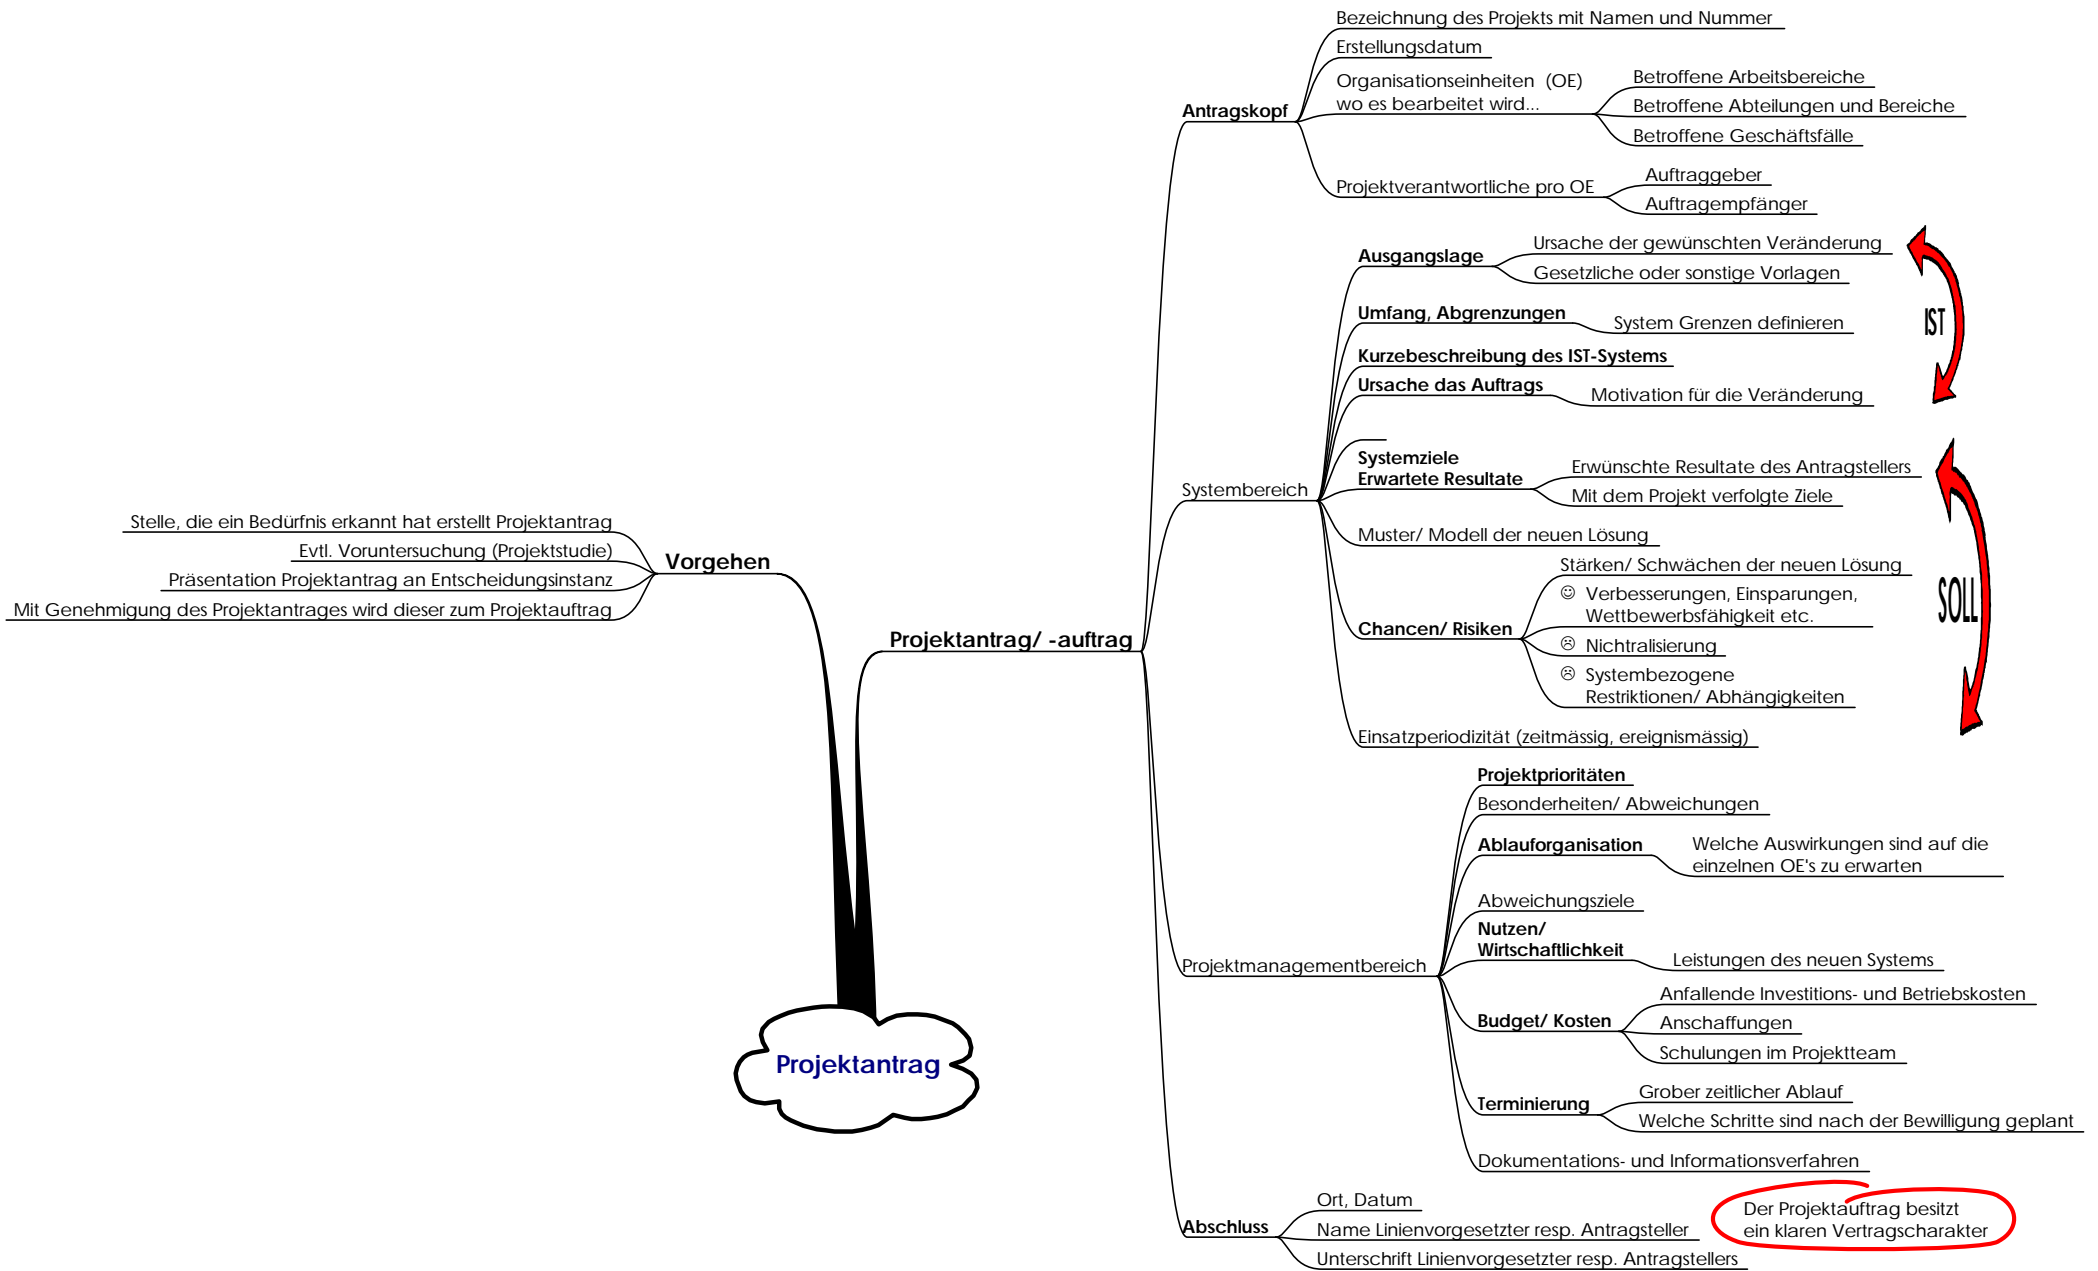 Bezeichnung des Projekts mit Namen und Nummer
Erstellungsdatum
Organisationseinheiten (OE)
wo es bearbeitet wird...
Betroffene Arbeitsbereiche
Betroffene Abteilungen und Bereiche
Betroffene Geschäftsfälle
Antragskopf
Projektverantwortliche pro OE
Auftraggeber
Auftragempfänger
Ausgangslage
Ursache der gewünschten Veränderung
Gesetzliche oder sonstige Vorlagen
Umfang, Abgrenzungen
System Grenzen definieren
IST
Kurzebeschreibung des IST-Systems
Ursache das Auftrags
Motivation für die Veränderung
Systemziele
Erwartete Resultate
Erwünschte Resultate des Antragstellers
Mit dem Projekt verfolgte Ziele
Systembereich
Muster/ Modell der neuen Lösung
Chancen/ Risiken
Stärken/ Schwächen der neuen Lösung
☺ Verbesserungen, Einsparungen,
Wettbewerbsfähigkeit etc.
☹ Nichtralisierung
☹ Systembezogene
Restriktionen/ Abhängigkeiten
SOLL
Einsatzperiodizität (zeitmässig, ereignismässig)
Stelle, die ein Bedürfnis erkannt hat erstellt Projektantrag
Evtl. Voruntersuchung (Projektstudie)
Präsentation Projektantrag an Entscheidungsinstanz
Mit Genehmigung des Projektantrages wird dieser zum Projektauftrag
Vorgehen
Projektantrag/ -auftrag
Projektprioritäten
Besonderheiten/ Abweichungen
Ablauforganisation
Welche Auswirkungen sind auf die
einzelnen OE's zu erwarten
Abweichungsziele
Nutzen/
Wirtschaftlichkeit
Leistungen des neuen Systems
Projektmanagementbereich
Budget/ Kosten
Anfallende Investitions- und Betriebskosten
Anschaffungen
Schulungen im Projektteam
Projektantrag
Terminierung
Grober zeitlicher Ablauf
Welche Schritte sind nach der Bewilligung geplant
Dokumentations- und Informationsverfahren
Abschluss
Ort, Datum
Name Linienvorgesetzter resp. Antragsteller
Unterschrift Linienvorgesetzter resp. Antragstellers
Der Projektauftrag besitzt
ein klaren Vertragscharakter